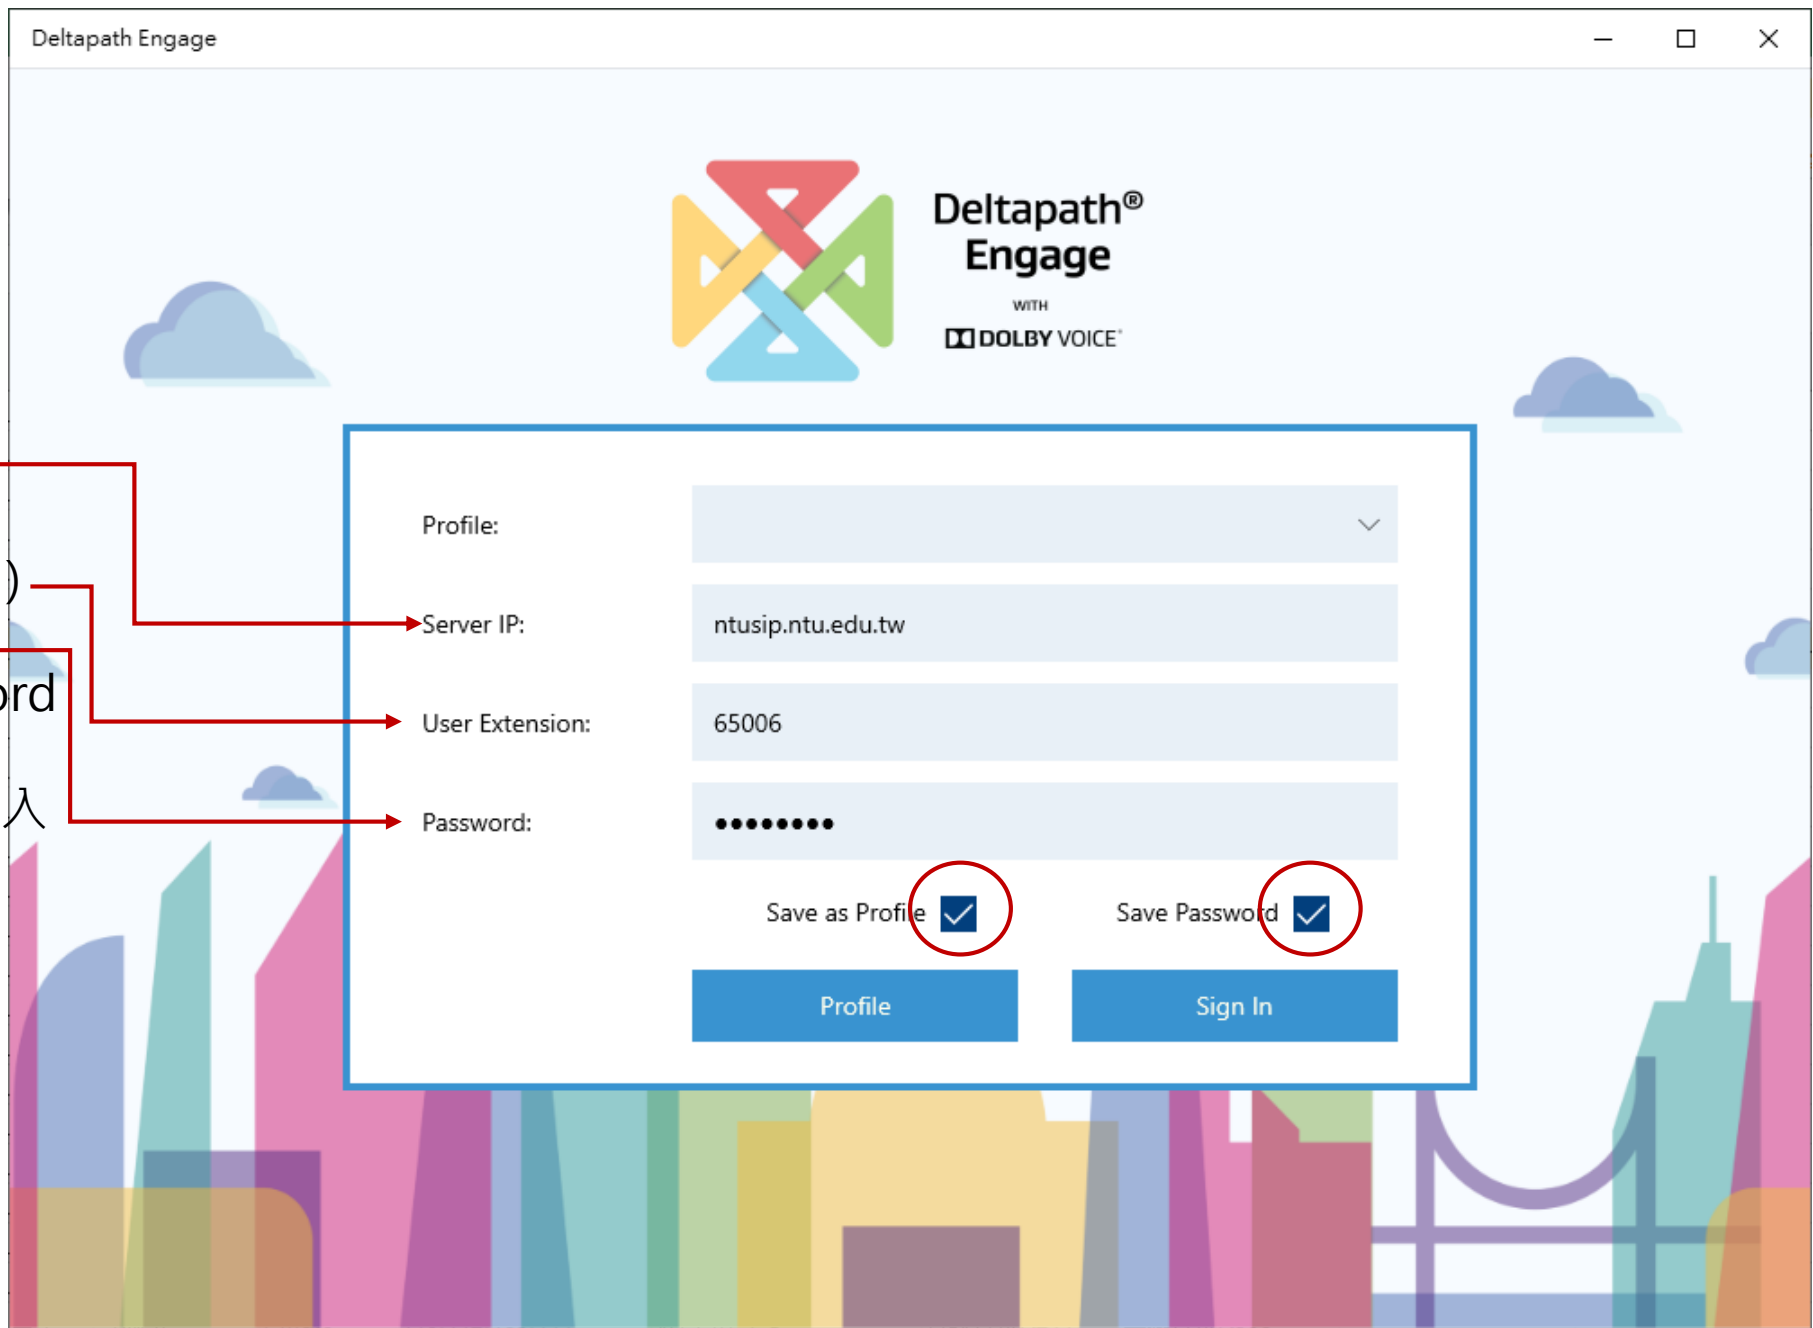 Deltapath Engage
Deltapath®
Engage
WITH
DOLBY VOICE
Profile:
)
Server IP: ntusip.ntu.edu.tw
ord
User Extension: 65006
入
Password: ••••••••
Save as Profile Save Password
Profile Sign In